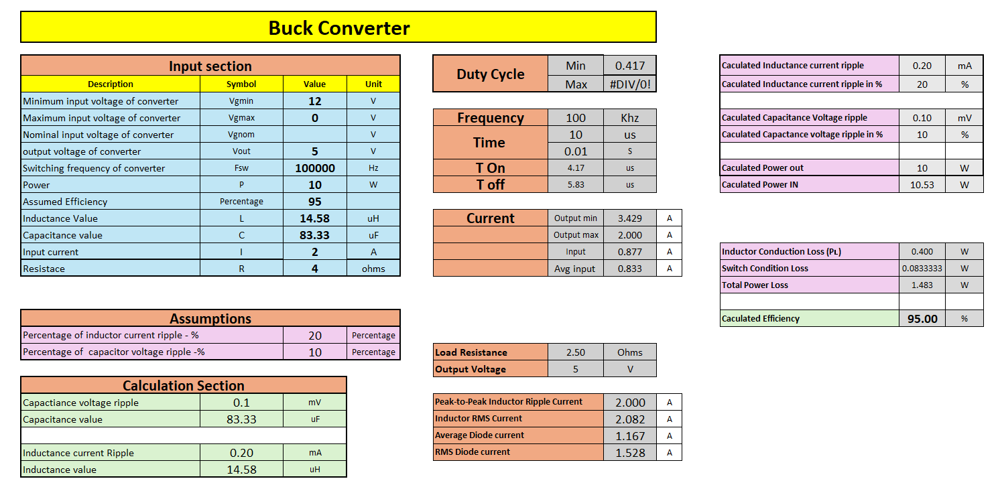 Buck Converter
Input section
Description Symbol Value Unit
Minimum input voltage of converter Vgmin 12 V
Maximum input voltage of converter Vgmax 0 V
Nominal input voltage of converter Vgnom V
output voltage of converter Vout 5 V
Switching frequency of converter Fsw 100000 Hz
Power P 10 W
Assumed Efficiency Percentage 95
Inductance Value L 14.58 uH
Capacitance value C 83.33 uF
Input current I 2 A
Resistace R 4 ohms
Assumptions
Percentage of inductor current ripple - % 20 Percentage
Percentage of capacitor voltage ripple -% 10 Percentage
Calculation Section
Capactiance voltage ripple 0.1 mV
Capacitance value 83.33 uF
Inductance current Ripple 0.20 mA
Inductance value 14.58 uH
Duty Cycle Min 0.417
Max #DIV/0!
Frequency 100 Khz
Time 10 us
0.01 S
T On 4.17 us
T off 5.83 us
Current Output min 3.429 A
Output max 2.000 A
Input 0.877 A
Avg input 0.833 A
Load Resistance 2.50 Ohms
Output Voltage 5 V
Peak-to-Peak Inductor Ripple Current 2.000 A
Inductor RMS Current 2.082 A
Average Diode current 1.167 A
RMS Diode current 1.528 A
Caculated Inductance current ripple 0.20 mA
Caculated Inductance current ripple in % 20 %
Caculated Capacitance Voltage ripple 0.10 mV
Caculated Capactance voltage ripple in % 10 %
Caculated Power out 10 W
Caculated Power IN 10.53 W
Inductor Conduction Loss (PL) 0.400 W
Switch Condition Loss 0.0833333 W
Total Power Loss 1.483 W
Caculated Efficiency 95.00 %